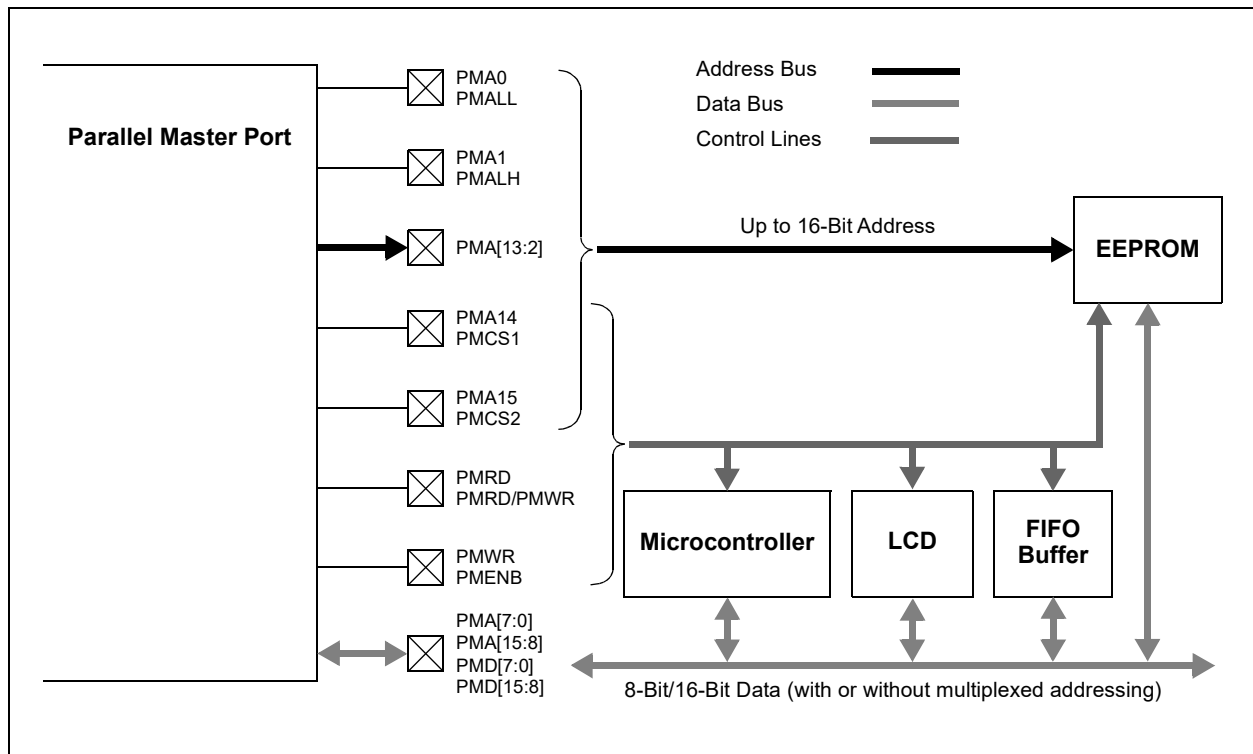 Parallel Master Port
PMA0
PMALL
PMA1
PMALH
PMA[13:2]
PMA14
PMCS1
PMA15
PMCS2
PMRD
PMRD/PMWR
PMWR
PMENB
PMA[7:0]
PMA[15:8]
PMD[7:0]
PMD[15:8]
Address Bus
Data Bus
Control Lines
Up to 16-Bit Address
EEPROM
Microcontroller
LCD
FIFO
Buffer
8-Bit/16-Bit Data (with or without multiplexed addressing)